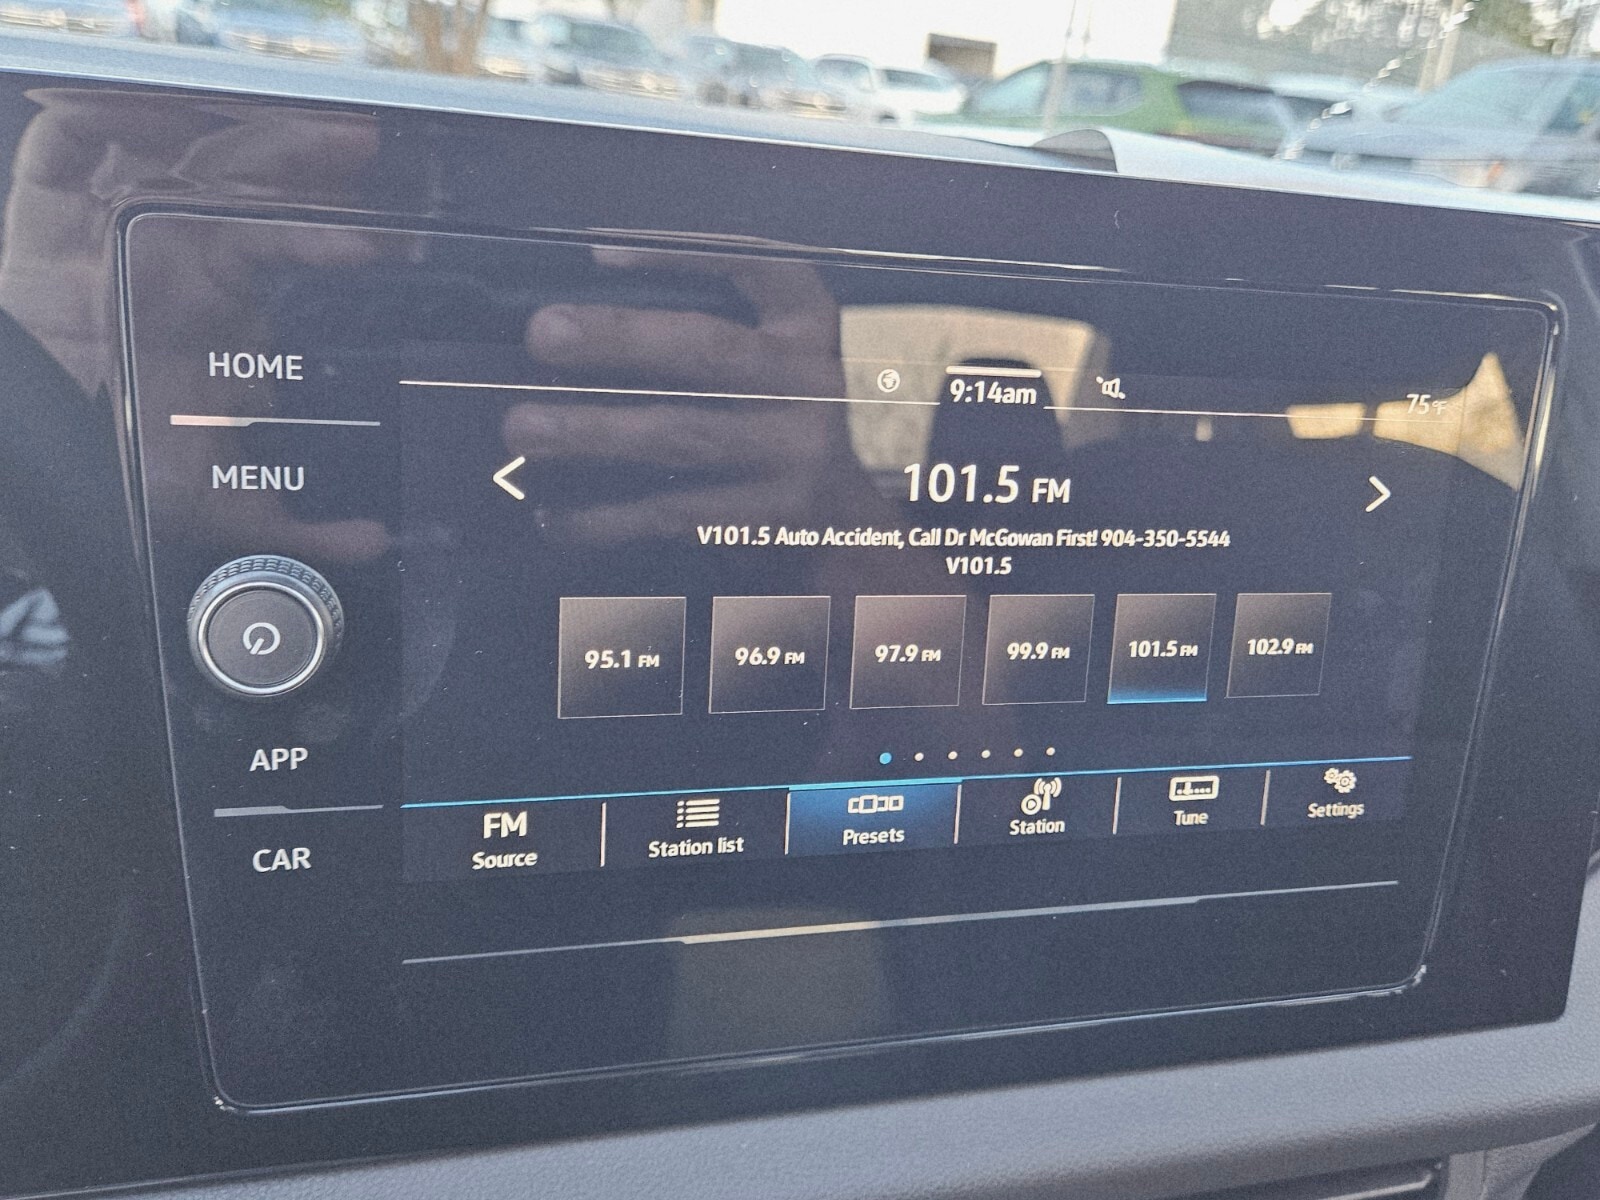 HOME
MENU
APP
CAR
9:14am
75°F
101.5 FM
V101.5 Auto Accident, Call Dr McGowan First! 904-350-5544
V101.5
95.1 FM 96.9 FM 97.9 FM 99.9 FM 101.5 FM 102.9 FM
FM
Source
Station list
Presets
Station
Tune
Settings